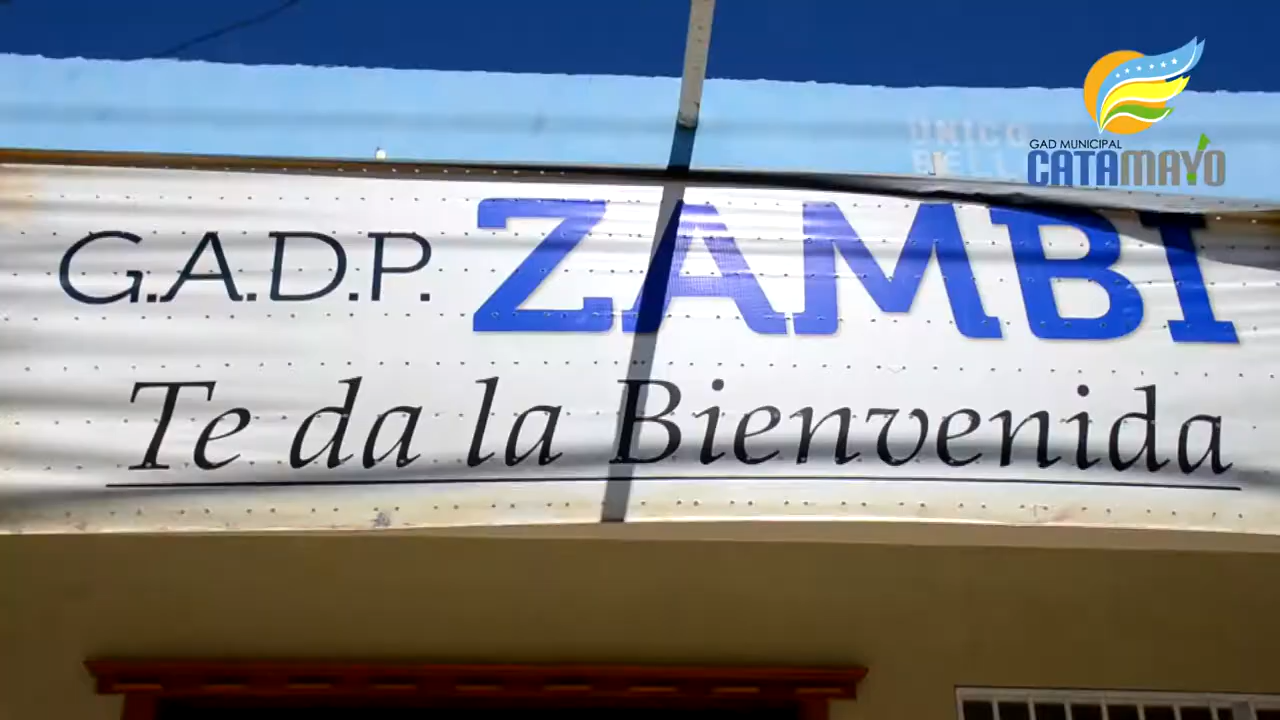 GAD MUNICIPAL
CATAMAYO
G.A.D.P. ZAMBI
Te da la Bienvenida